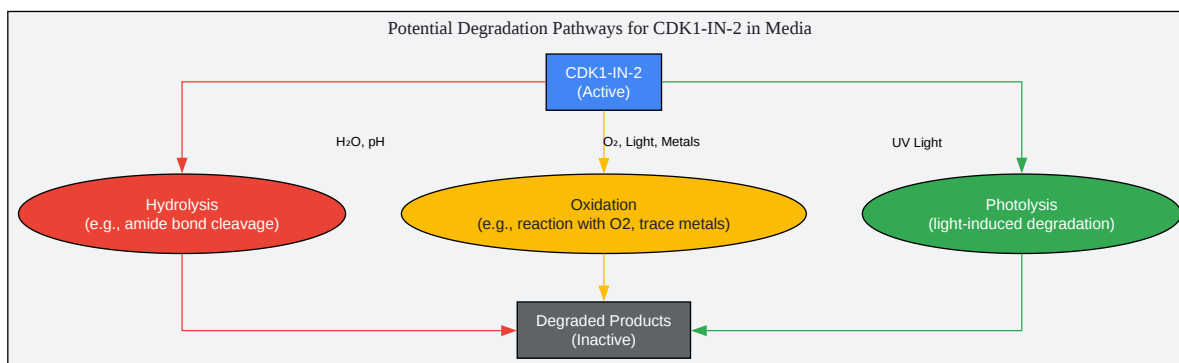 Potential Degradation Pathways for CDK1-IN-2 in Media
CDK1-IN-2
(Active)
H₂O, pH
O₂, Light, Metals
UV Light
Hydrolysis
(e.g., amide bond cleavage)
Oxidation
(e.g., reaction with O2, trace metals)
Photolysis
(light-induced degradation)
Degraded Products
(Inactive)